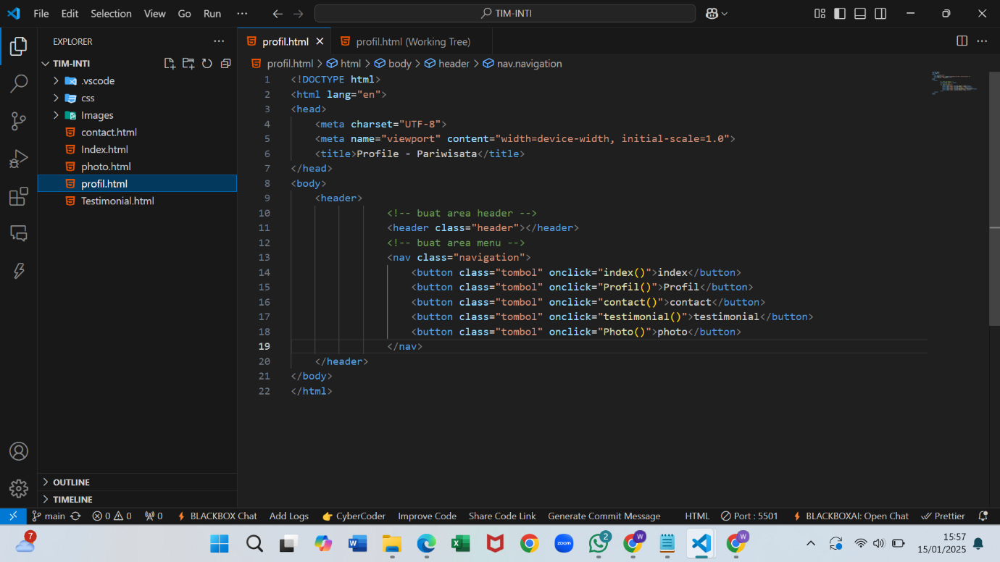 File Edit Selection View Go Run ··· TIM-INTI
EXPLORER ···
TIM-INTI
.vscode
css
Images
contact.html
Index.html
photo.html
profil.html
Testimonial.html
OUTLINE
TIMELINE
profil.html profil.html (Working Tree)
profil.html > html > body > header > nav.navigation
1 <!DOCTYPE html>
2 <html lang="en">
3 <head>
4 <meta charset="UTF-8">
5 <meta name="viewport" content="width=device-width, initial-scale=1.0">
6 <title>Profile - Pariwisata</title>
7 </head>
8 <body>
9 <header>
10 <!-- buat area header -->
11 <header class="header"></header>
12 <!-- buat area menu -->
13 <nav class="navigation">
14 <button class="tombol" onclick="index()">index</button>
15 <button class="tombol" onclick="Profil()">Profil</button>
16 <button class="tombol" onclick="contact()">contact</button>
17 <button class="tombol" onclick="testimonial()">testimonial</button>
18 <button class="tombol" onclick="Photo()">photo</button>
19 </nav>
20 </header>
21 </body>
22 </html>
main 0 0 0 BLACKBOX Chat Add Logs CyberCoder Improve Code Share Code Link Generate Commit Message HTML Port : 5501 BLACKBOXAI: Open Chat Prettier
7 W zoom 2 W W 15:57
15/01/2025